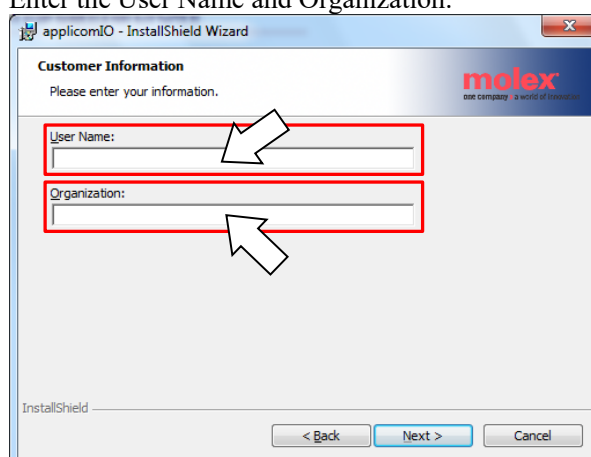 Enter the User Name and Organization.
applicomIO - InstallShield Wizard
Customer Information
Please enter your information.
molex
one company a world of innovation
User Name:
Organization:
InstallShield
< Back Next > Cancel